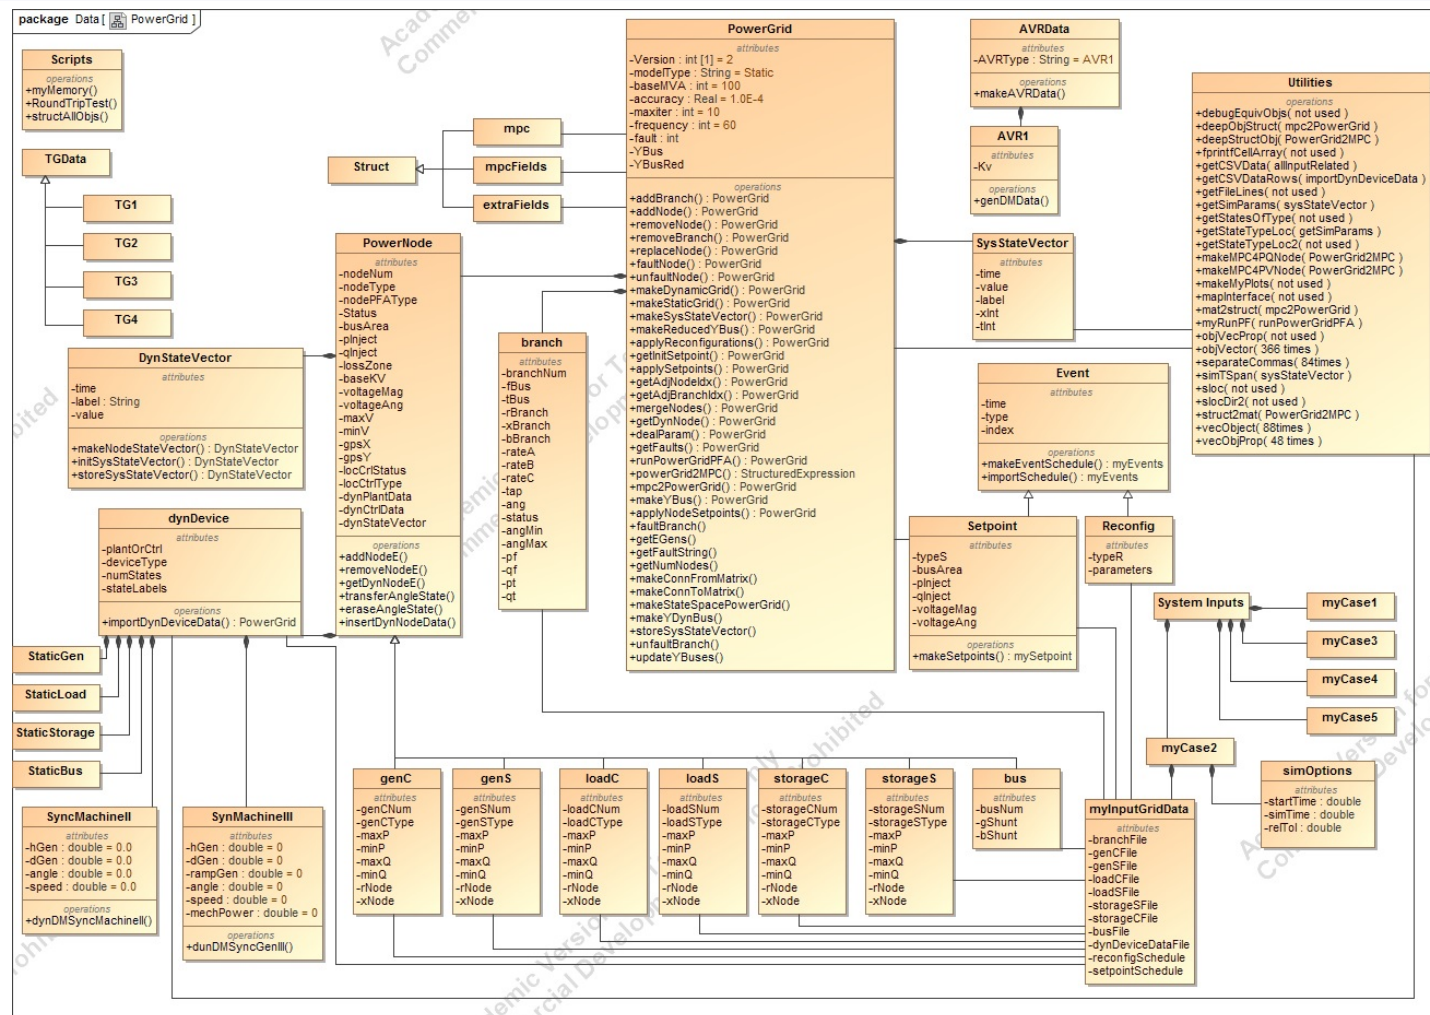 package Data [ PowerGrid ]
Scripts
operations
+myMemory()
+RoundTripTest()
+structAllObjs()
TGData
TG1
TG2
TG3
TG4
Struct
mpc
mpcFields
extraFields
PowerGrid
attributes
-Version : int [1] = 2
-modelType : String = Static
-baseMVA : int = 100
-accuracy : Real = 1.0E-4
-maxiter : int = 10
-frequency : int = 60
-fault : int
-YBus
-YBusRed
operations
+addBranch() : PowerGrid
+addNode() : PowerGrid
+removeNode() : PowerGrid
+removeBranch() : PowerGrid
+replaceNode() : PowerGrid
+faultNode() : PowerGrid
+unfaultNode() : PowerGrid
+makeDynamicGrid() : PowerGrid
+makeStaticGrid() : PowerGrid
+makeSysStateVector() : PowerGrid
+makeReducedYBus() : PowerGrid
+applyReconfigurations() : PowerGrid
+getInitSetpoint() : PowerGrid
+applySetpoints() : PowerGrid
+getAdjNodeIdx() : PowerGrid
+getAdjBranchIdx() : PowerGrid
+mergeNodes() : PowerGrid
+getDynNode() : PowerGrid
+dealParam() : PowerGrid
+getFaults() : PowerGrid
+runPowerGridPFA() : PowerGrid
+powerGrid2MPC() : StructuredExpression
+mpc2PowerGrid() : PowerGrid
+makeYBus() : PowerGrid
+applyNodeSetpoints() : PowerGrid
+faultBranch()
+getEGens()
+getFaultString()
+getNumNodes()
+makeConnFromMatrix()
+makeConnToMatrix()
+makeStateSpacePowerGrid()
+makeYDynBus()
+storeSysStateVector()
+unfaultBranch()
+updateYBuses()
AVRData
attributes
-AVRType : String = AVR1
operations
+makeAVRData()
AVR1
attributes
-Kv
operations
+genDMData()
SysStateVector
attributes
-time
-value
-label
-xInt
-tInt
Utilities
operations
+debugEquivObjs( not used )
+deepObjStruct( mpc2PowerGrid )
+deepStructObj( PowerGrid2MPC )
+fprintfCellArray( not used )
+getCSVData( allInputRelated )
+getCSVDataRows( importDynDeviceData )
+getFileLines( not used )
+getSimParams( sysStateVector )
+getStatesOfType( not used )
+getStateTypeLoc( getSimParams )
+getStateTypeLoc2( not used )
+makeMPC4PQNode( PowerGrid2MPC )
+makeMPC4PVNode( PowerGrid2MPC )
+makeMyPlots( not used )
+mapInterface( not used )
+mat2struct( mpc2PowerGrid )
+myRunPF( runPowerGridPFA )
+objVecProp( not used )
+objVector( 366 times )
+separateCommas( 84times )
+simTSpan( sysStateVector )
+sloc( not used )
+slocDir2( not used )
+struct2mat( PowerGrid2MPC )
+vecObject( 88times )
+vecObjProp( 48 times )
PowerNode
attributes
-nodeNum
-nodeType
-nodePFAType
-Status
-busArea
-pInject
-qInject
-lossZone
-baseKV
-voltageMag
-voltageAng
-maxV
-minV
-gpsX
-gpsY
-locCrlStatus
-locCtrlType
-dynPlantData
-dynCtrlData
-dynStateVector
operations
+addNodeE()
+removeNodeE()
+getDynNodeE()
+transferAngleState()
+eraseAngleState()
+insertDynNodeData()
branch
attributes
-branchNum
-fBus
-tBus
-rBranch
-xBranch
-bBranch
-rateA
-rateB
-rateC
-tap
-ang
-status
-angMin
-angMax
-pf
-qf
-pt
-qt
DynStateVector
attributes
-time
-label : String
-value
operations
+makeNodeStateVector() : DynStateVector
+initSysStateVector() : DynStateVector
+storeSysStateVector() : DynStateVector
dynDevice
attributes
-plantOrCtrl
-deviceType
-numStates
-stateLabels
operations
+importDynDeviceData() : PowerGrid
StaticGen
StaticLoad
StaticStorage
StaticBus
SyncMachineII
attributes
-hGen : double = 0.0
-dGen : double = 0.0
-angle : double = 0.0
-speed : double = 0.0
operations
+dynDMSyncMachineII()
SynMachineIII
attributes
-hGen : double = 0
-dGen : double = 0
-rampGen : double = 0
-angle : double = 0
-speed : double = 0
-mechPower : double = 0
operations
+dunDMSyncGenIII()
Event
attributes
-time
-type
-index
operations
+makeEventSchedule() : myEvents
+importSchedule() : myEvents
Setpoint
attributes
-typeS
-busArea
-pInject
-qInject
-voltageMag
-voltageAng
operations
+makeSetpoints() : mySetpoint
Reconfig
attributes
-typeR
-parameters
System Inputs
myCase1
myCase3
myCase4
myCase5
myCase2
simOptions
attributes
-startTime : double
-simTime : double
-relTol : double
genC
attributes
-genCNum
-genCType
-maxP
-minP
-maxQ
-minQ
-rNode
-xNode
genS
attributes
-genSNum
-genSType
-maxP
-minP
-maxQ
-minQ
-rNode
-xNode
loadC
attributes
-loadCNum
-loadCType
-maxP
-minP
-maxQ
-minQ
-rNode
-xNode
loadS
attributes
-loadSNum
-loadSType
-maxP
-minP
-maxQ
-minQ
-rNode
-xNode
storageC
attributes
-storageCNum
-storageCType
-maxP
-minP
-maxQ
-minQ
-rNode
-xNode
storageS
attributes
-storageSNum
-storageSType
-maxP
-minP
-maxQ
-minQ
-rNode
-xNode
bus
attributes
-busNum
-gShunt
-bShunt
myInputGridData
attributes
-branchFile
-genCFile
-genSFile
-loadCFile
-loadSFile
-storageSFile
-storageCFile
-busFile
-dynDeviceDataFile
-reconfigSchedule
-setpointSchedule